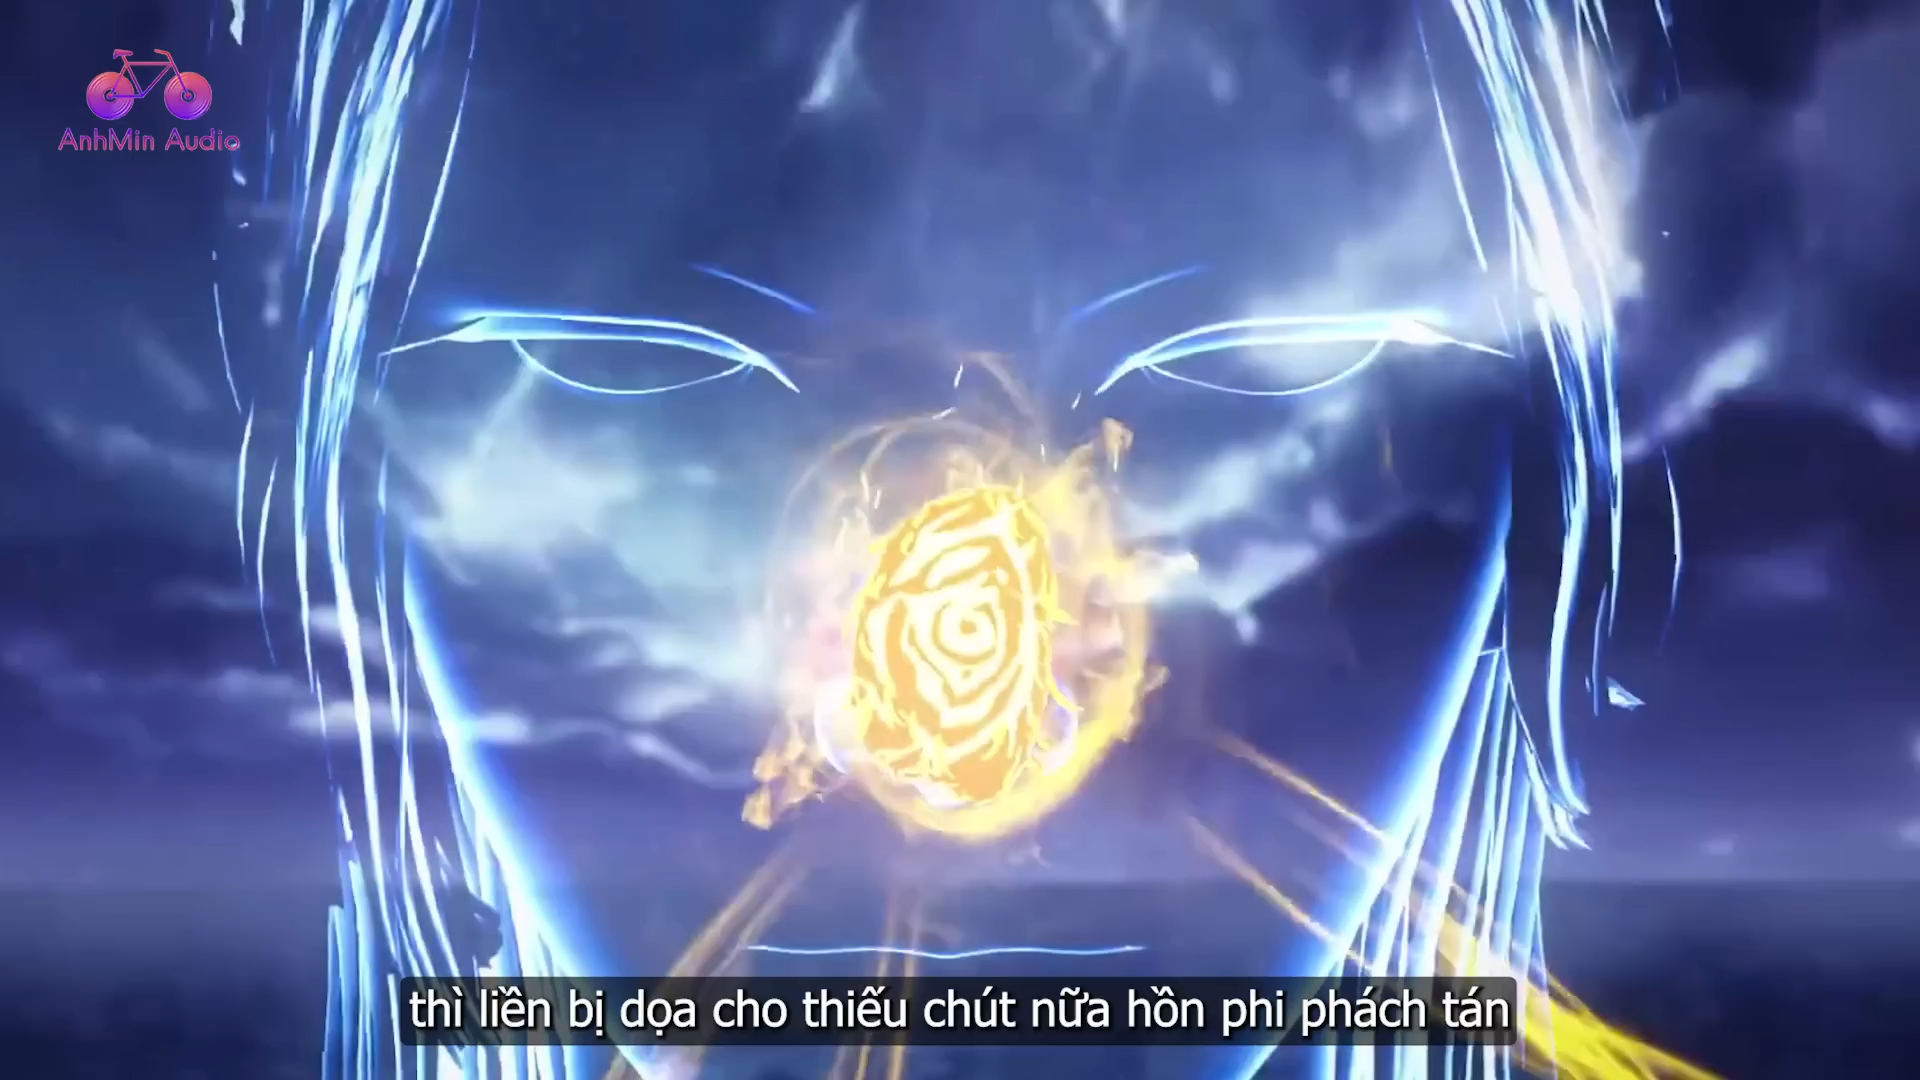 AnhMin Audio
thì liền bị dọa cho thiếu chút nữa hồn phi phách tán